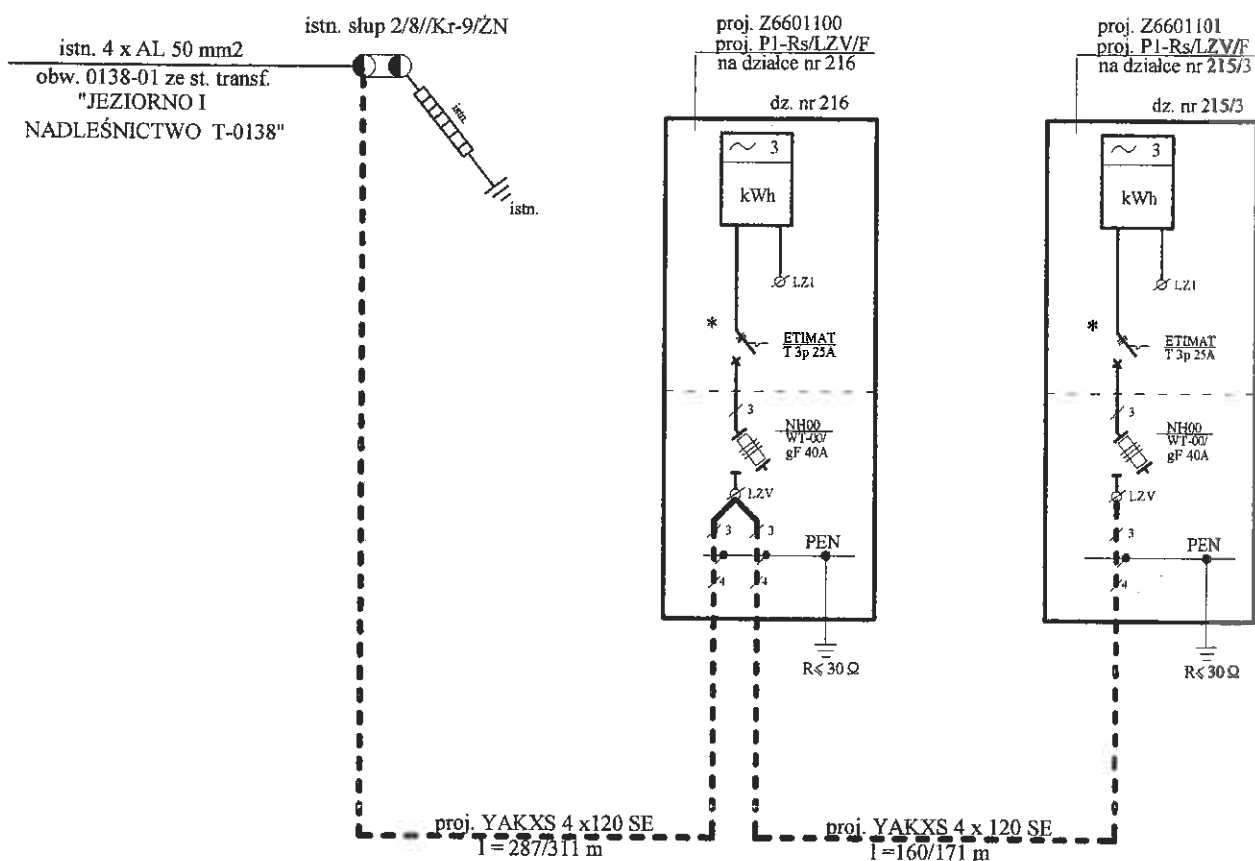 istn. słup 2/8//Kr-9/ŻN
istn. 4 x AL 50 mm2
obw. 0138-01 ze st. transf.
"JEZIORNO I
NADLEŚNICTWO T-0138"
istn.
istn.
proj. Z6601100
proj. P1-Rs/LZV/F
na działce nr 216
dz. nr 216
~ 3
kWh
LZ1
*
ETIMAT
T 3p 25A
3
NH00
WT-00/
gF 40A
LZV
3
3
PEN
4
4
R≤30 Ω
proj. Z6601101
proj. P1-Rs/LZV/F
na działce nr 215/3
dz. nr 215/3
~ 3
kWh
LZ1
*
ETIMAT
T 3p 25A
3
NH00
WT-00/
gF 40A
LZV
3
PEN
4
R≤30 Ω
proj. YAKXS 4 x120 SE
l = 287/311 m
proj. YAKXS 4 x 120 SE
l =160/171 m